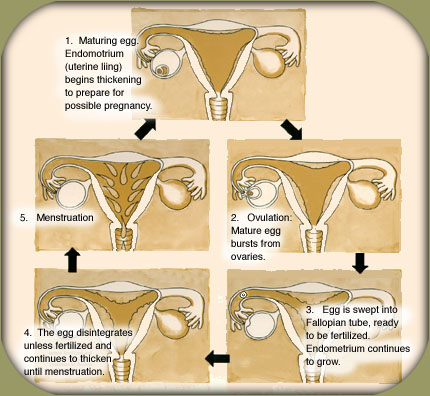 1. Maturing egg.
Endomotrium
(uterine liing)
begins thickening
to prepare for
possible pregnancy.
2. Ovulation:
Mature egg
bursts from
ovaries.
3. Egg is swept into
Fallopian tube, ready
to be fertilized.
Endometrium continues
to grow.
4. The egg disintegrates
unless fertilized and
continues to thicken
until menstruation.
5. Menstruation